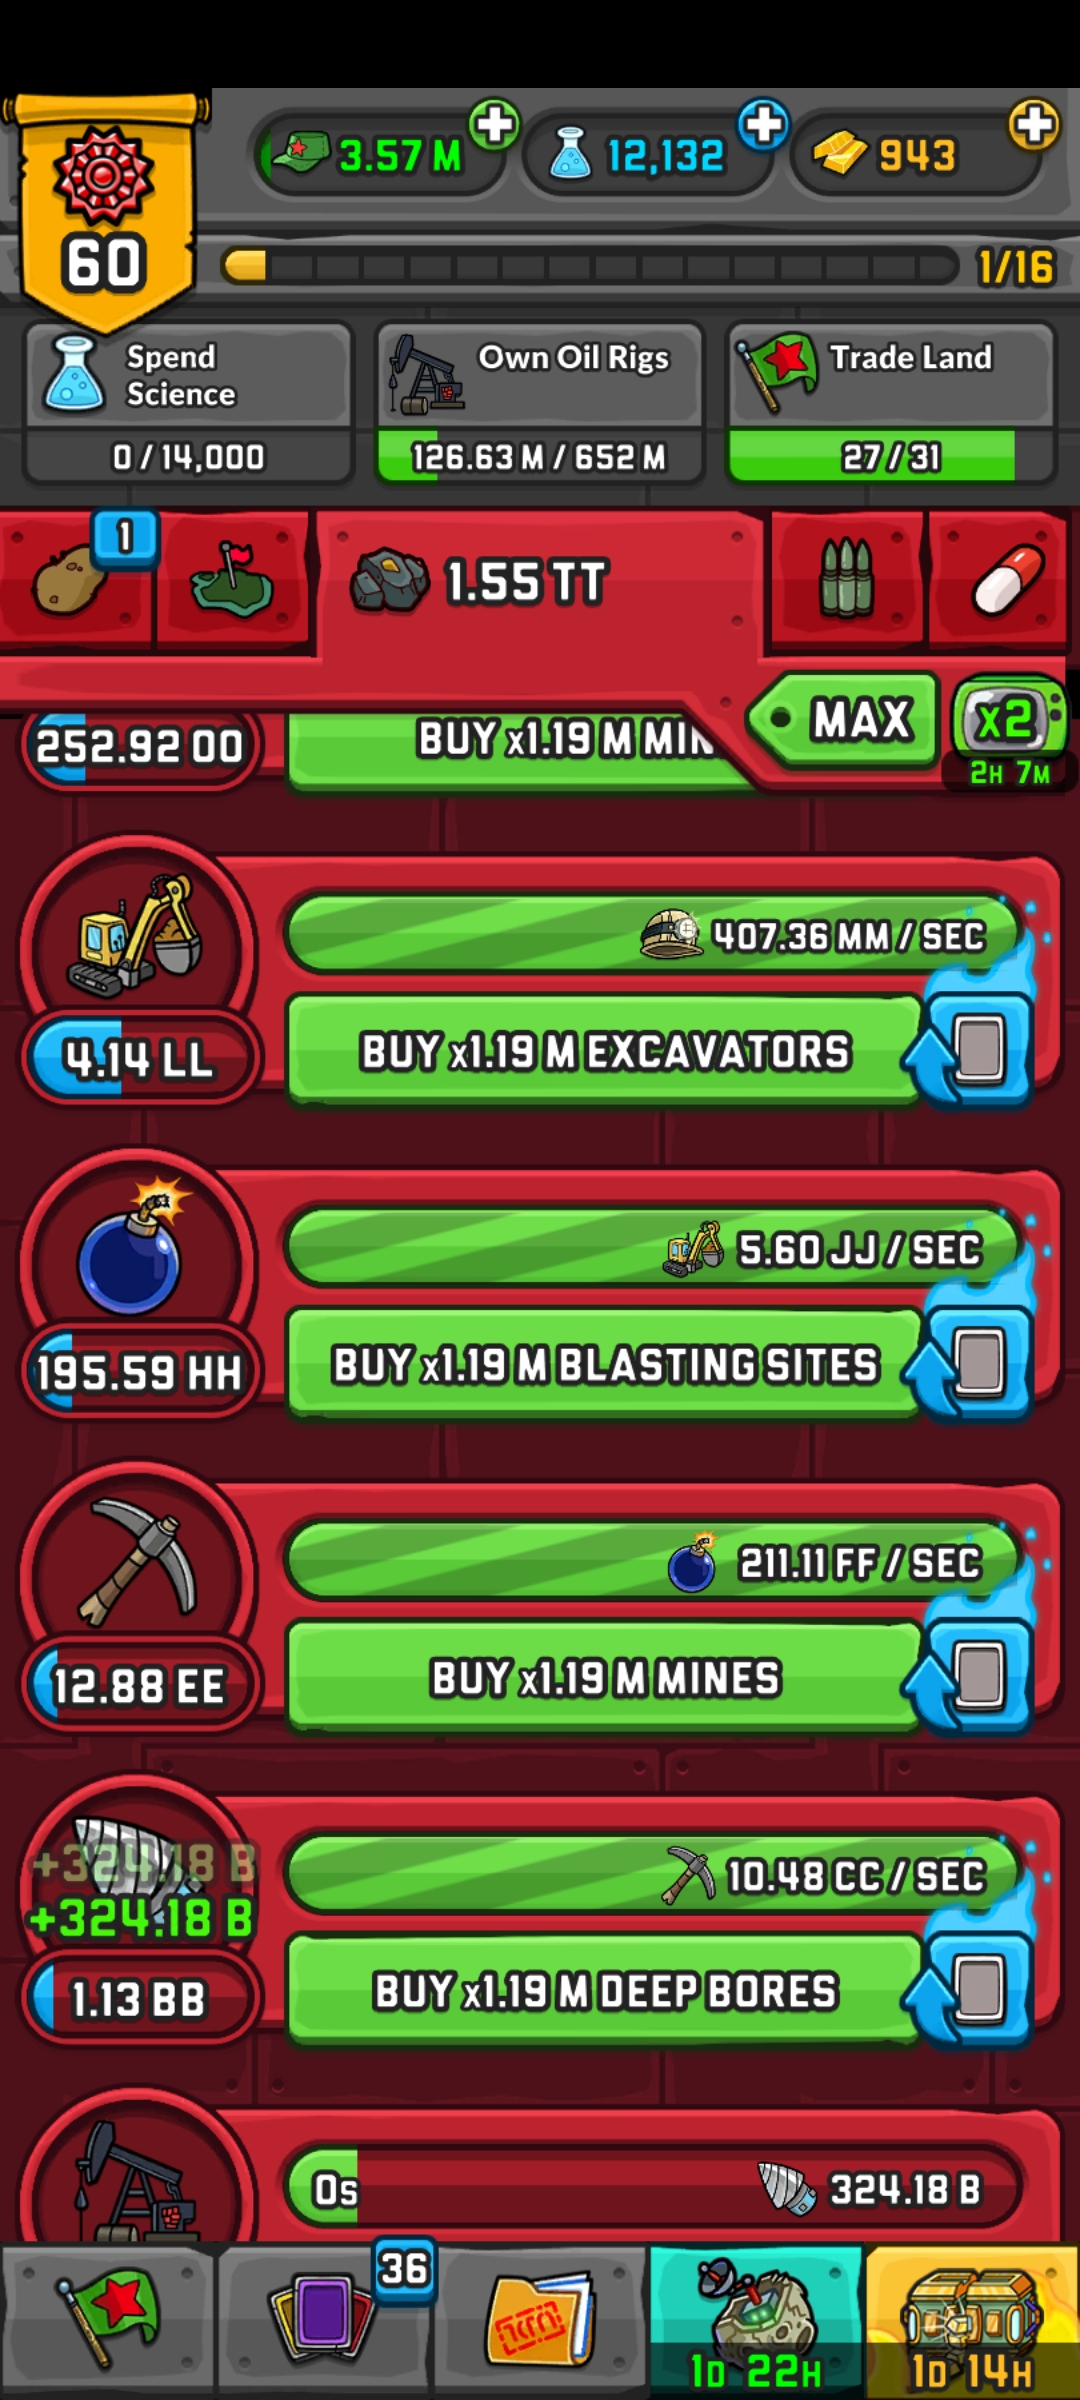 60
3.57 M
12,132
943
1/16
Spend
Science
0 / 14,000
Own Oil Rigs
126.63 M / 652 M
Trade Land
27 / 31
1
1.55 TT
MAX
x2
2H 7M
252.92 OO
BUY x1.19 M MIN
407.36 MM / SEC
4.14 LL
BUY x1.19 M EXCAVATORS
5.60 JJ / SEC
195.59 HH
BUY x1.19 M BLASTING SITES
211.11 FF / SEC
12.88 EE
BUY x1.19 M MINES
+324.18 B
+324.18 B
10.48 CC / SEC
1.13 BB
BUY x1.19 M DEEP BORES
0s
324.18 B
36
1D 22H
1D 14H